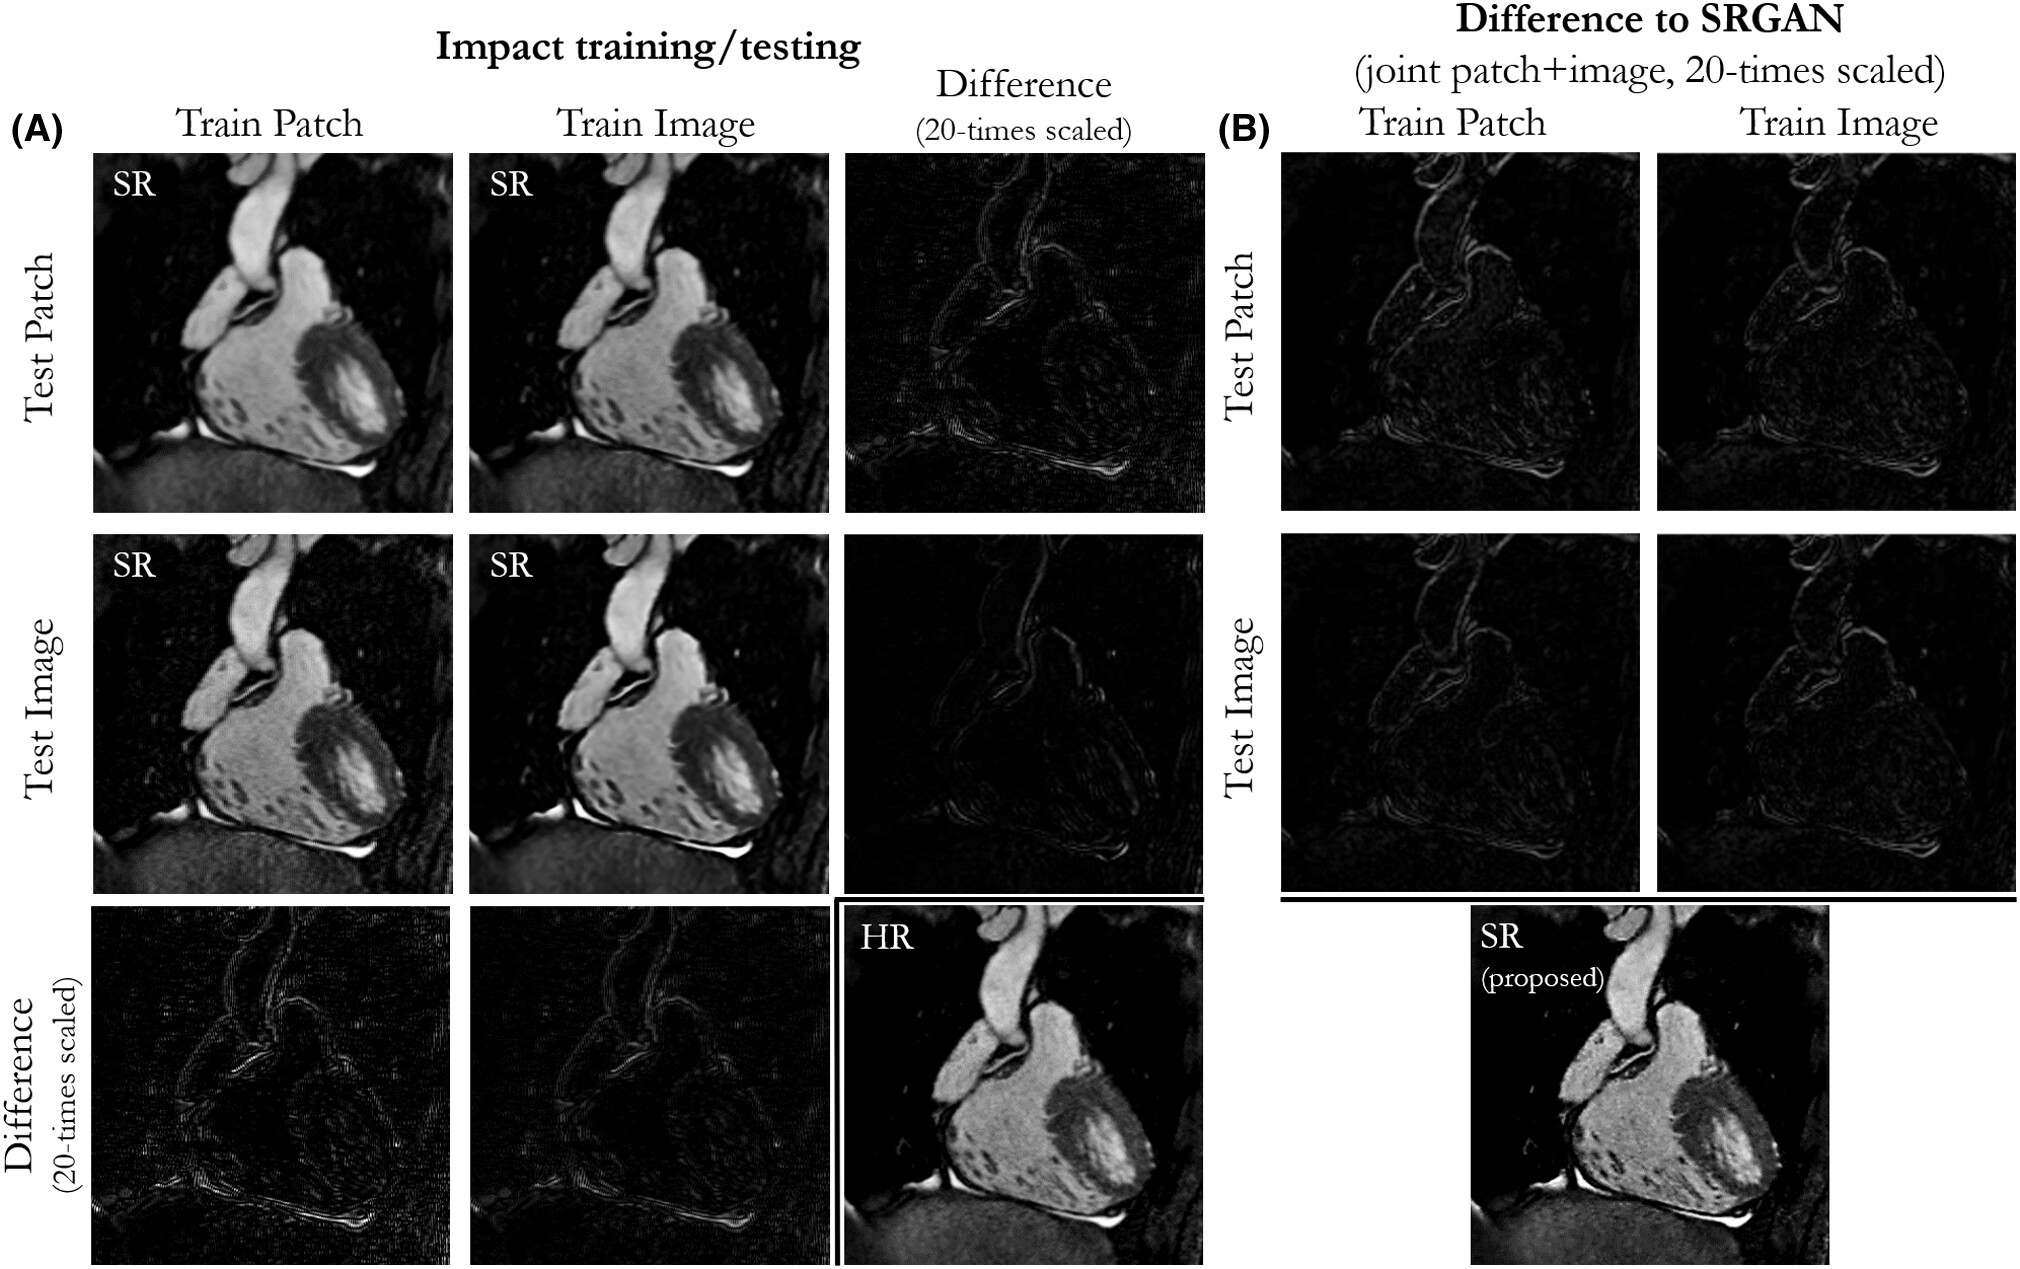 Impact training/testing
Difference to SRGAN
(joint patch+image, 20-times scaled)
(A)
Train Patch
Train Image
Difference
(20-times scaled)
(B)
Train Patch
Train Image
Test Patch
SR
SR
Test Patch
Test Image
SR
SR
Test Image
Difference
(20-times scaled)
HR
SR
(proposed)